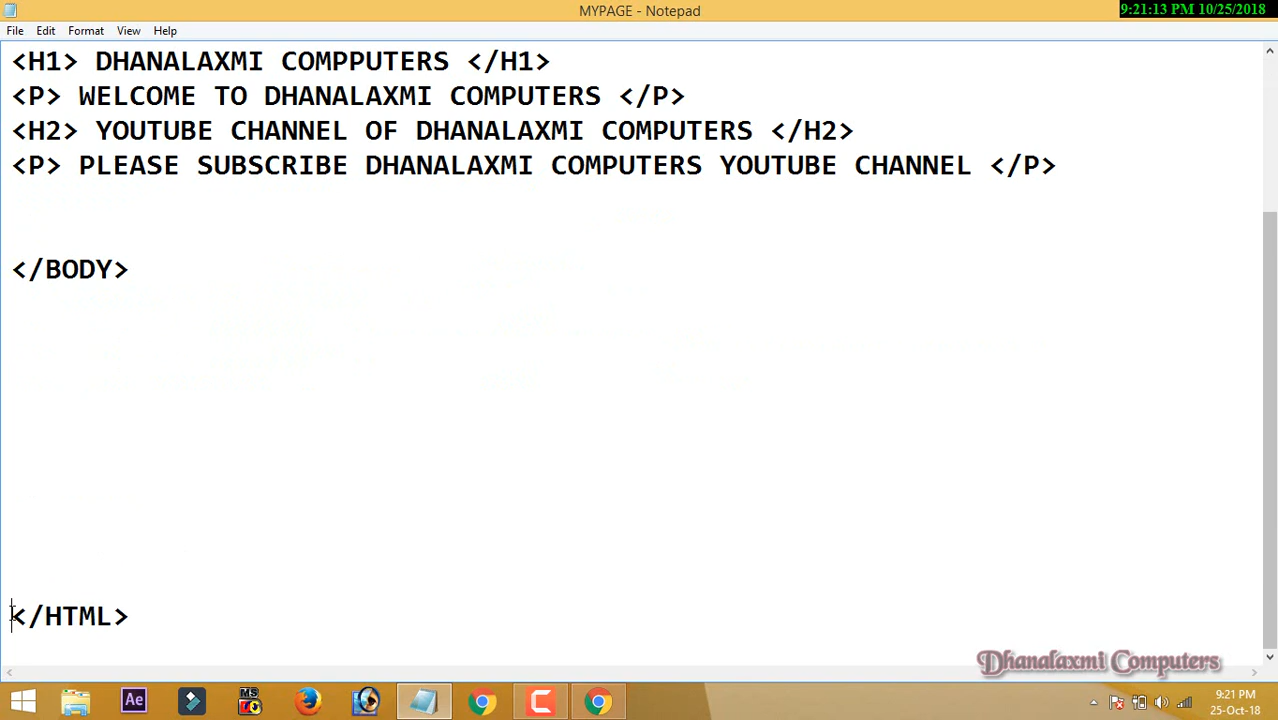 MYPAGE - Notepad
9:21:13 PM 10/25/2018
File Edit Format View Help
<H1> DHANALAXMI COMPPUTERS </H1>
<P> WELCOME TO DHANALAXMI COMPUTERS </P>
<H2> YOUTUBE CHANNEL OF DHANALAXMI COMPUTERS </H2>
<P> PLEASE SUBSCRIBE DHANALAXMI COMPUTERS YOUTUBE CHANNEL </P>
</BODY>
</HTML>
Dhanalaxmi Computers
Ae
MS
9:21 PM
25-Oct-18